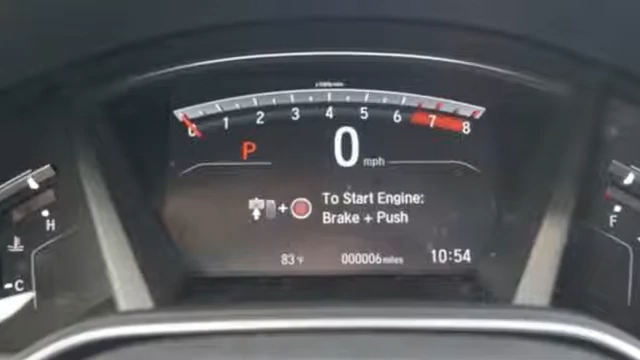 0 1 2 3 4 5 6 7 8
P 0 mph
H F
To Start Engine:
Brake + Push
C
83°F 000006 miles 10:54